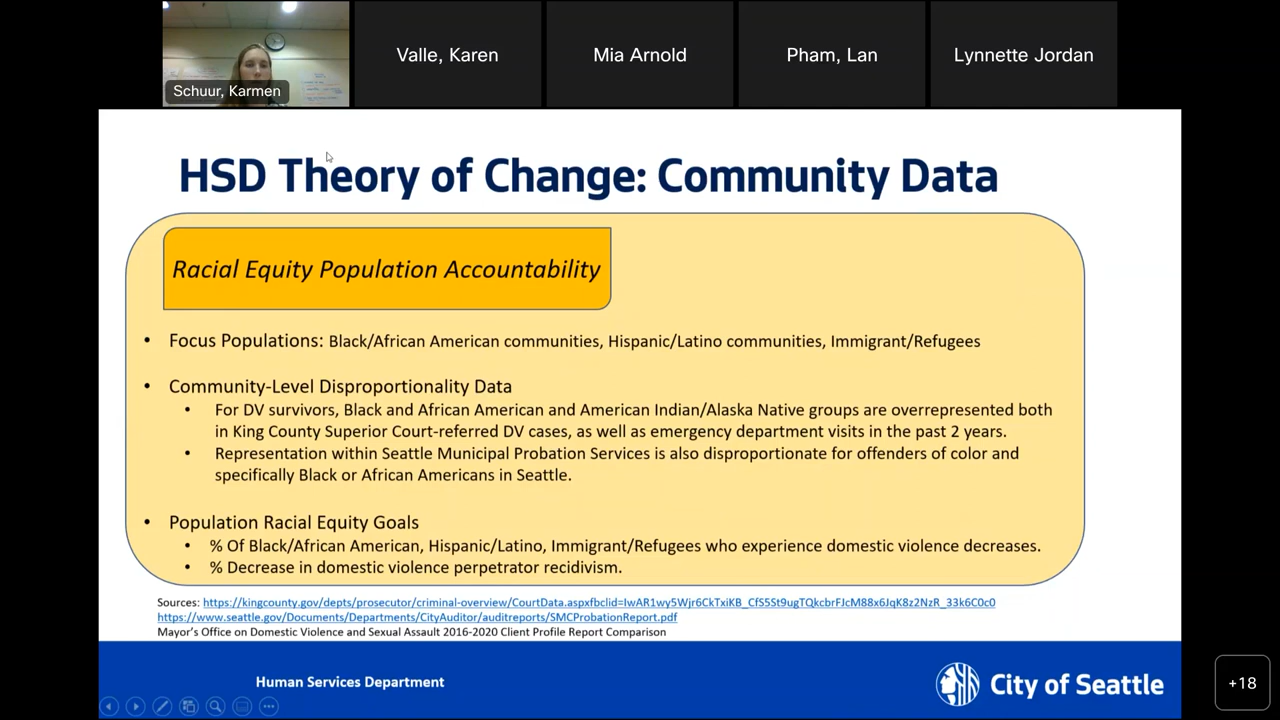 Schuur, Karmen
Valle, Karen
Mia Arnold
Pham, Lan
Lynnette Jordan
HSD Theory of Change: Community Data
Racial Equity Population Accountability
• Focus Populations: Black/African American communities, Hispanic/Latino communities, Immigrant/Refugees
• Community-Level Disproportionality Data
• For DV survivors, Black and African American and American Indian/Alaska Native groups are overrepresented both
in King County Superior Court-referred DV cases, as well as emergency department visits in the past 2 years.
• Representation within Seattle Municipal Probation Services is also disproportionate for offenders of color and
specifically Black or African Americans in Seattle.
• Population Racial Equity Goals
• % Of Black/African American, Hispanic/Latino, Immigrant/Refugees who experience domestic violence decreases.
• % Decrease in domestic violence perpetrator recidivism.
Sources: https://kingcounty.gov/depts/prosecutor/criminal-overview/CourtData.aspxfbclid=IwAR1wy5Wjr6CkTxiKB_CfS5St9ugTQkcbrFJcM88x6JqK8z2NzR_33k6C0c0
https://www.seattle.gov/Documents/Departments/CityAuditor/auditreports/SMCProbationReport.pdf
Mayor's Office on Domestic Violence and Sexual Assault 2016-2020 Client Profile Report Comparison
Human Services Department
City of Seattle
+18